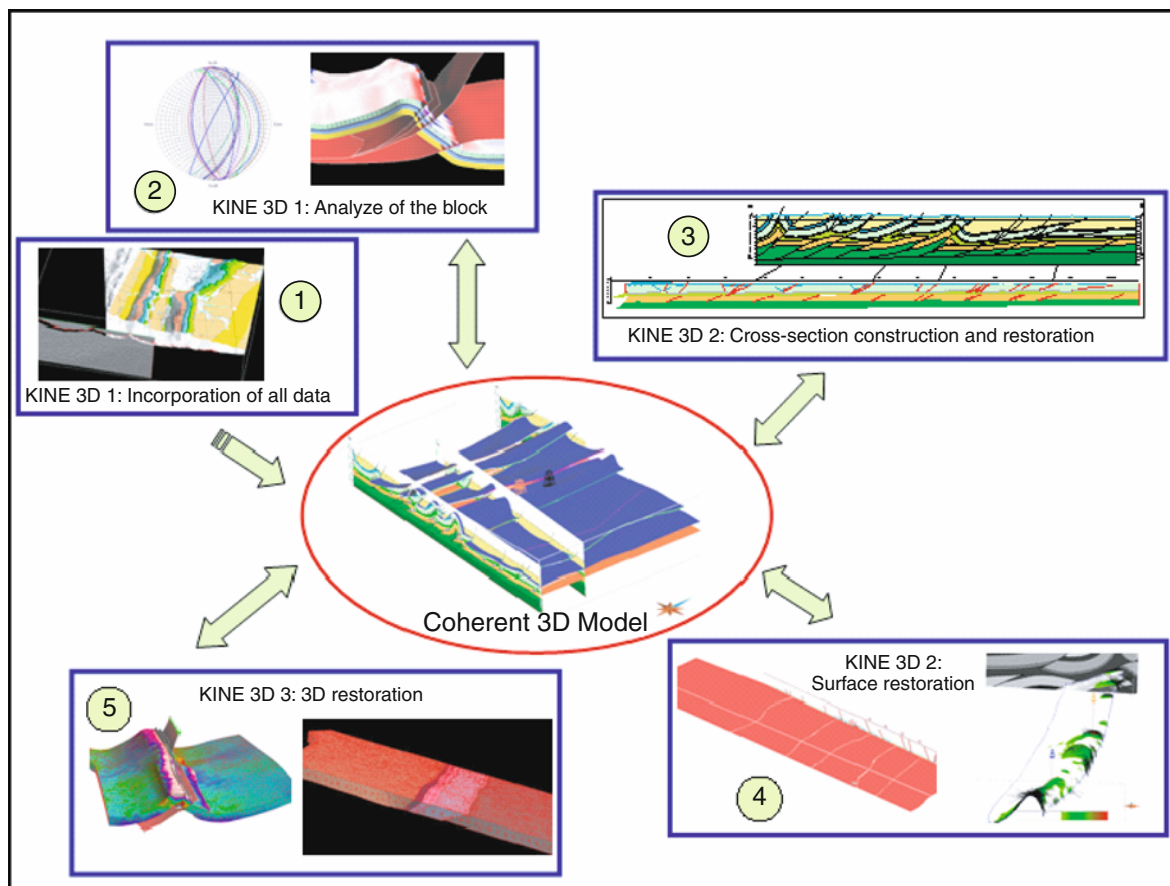 2
KINE 3D 1: Analyze of the block
1
KINE 3D 1: Incorporation of all data
3
KINE 3D 2: Cross-section construction and restoration
Coherent 3D Model
5
KINE 3D 3: 3D restoration
KINE 3D 2:
Surface restoration
4